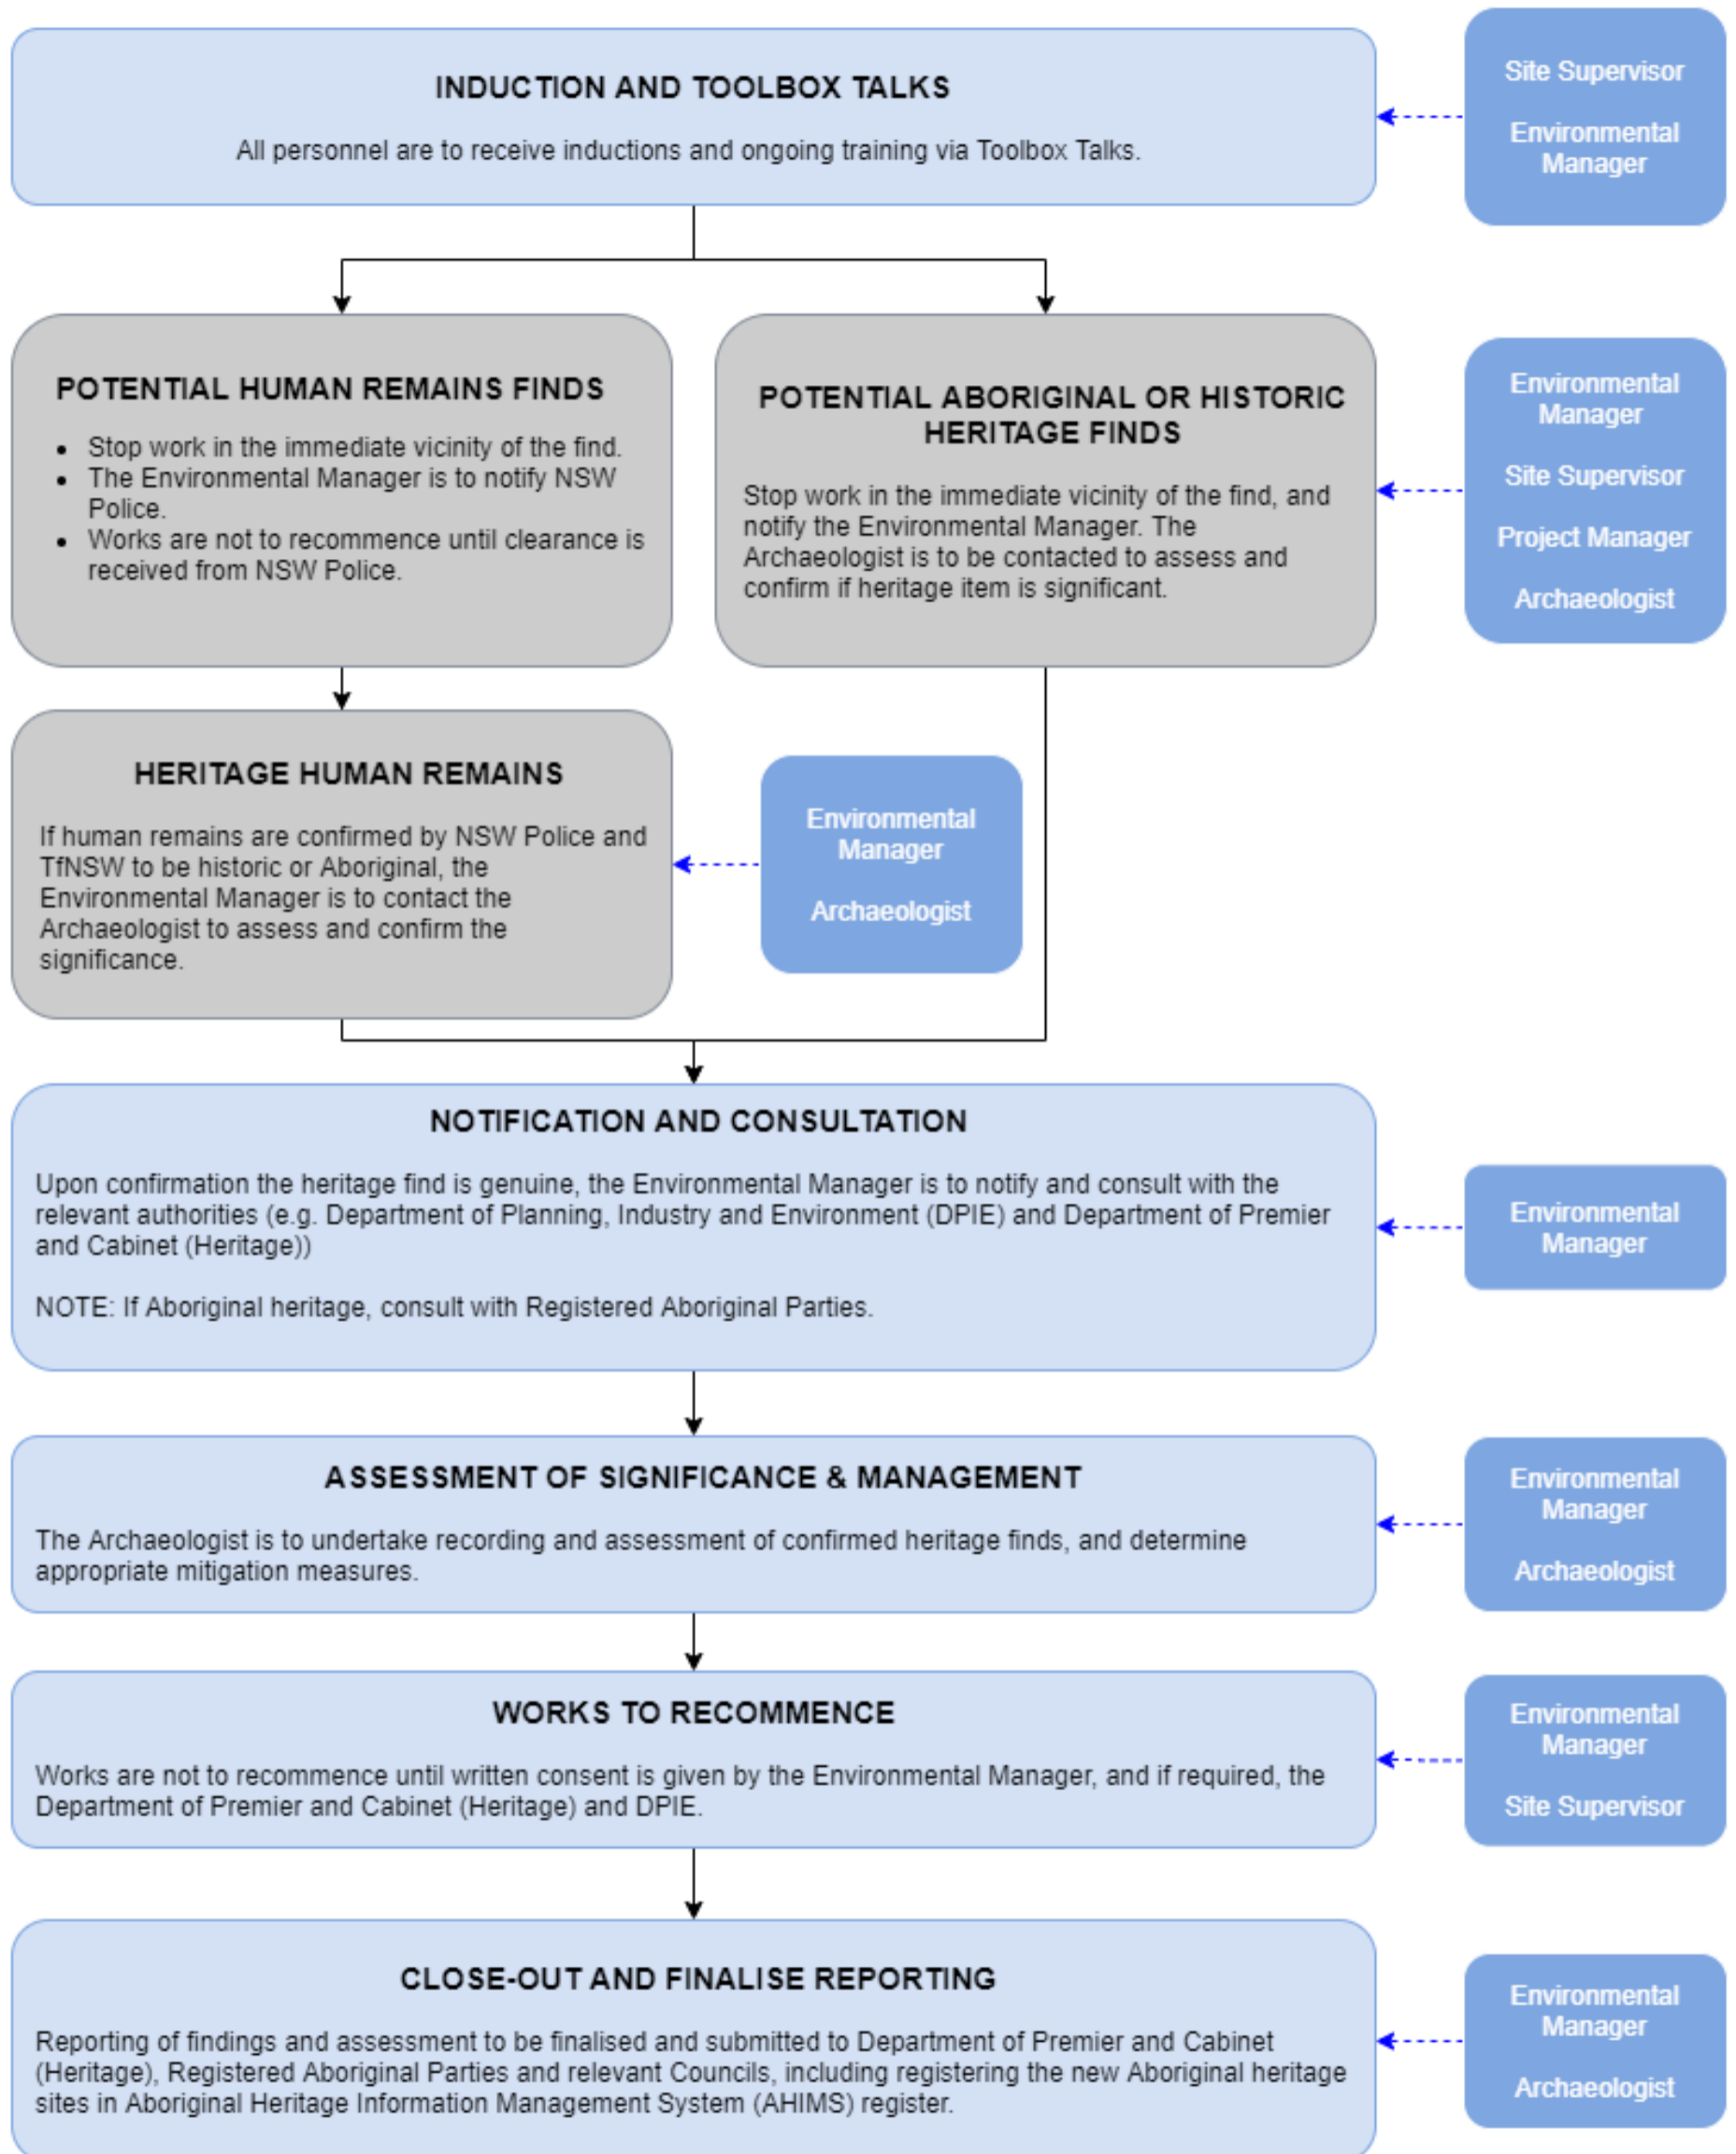 INDUCTION AND TOOLBOX TALKS
All personnel are to receive inductions and ongoing training via Toolbox Talks.
Site Supervisor
Environmental
Manager
POTENTIAL HUMAN REMAINS FINDS
• Stop work in the immediate vicinity of the find.
• The Environmental Manager is to notify NSW
Police.
• Works are not to recommence until clearance is
received from NSW Police.
POTENTIAL ABORIGINAL OR HISTORIC
HERITAGE FINDS
Stop work in the immediate vicinity of the find, and
notify the Environmental Manager. The
Archaeologist is to be contacted to assess and
confirm if heritage item is significant.
Environmental
Manager
Site Supervisor
Project Manager
Archaeologist
HERITAGE HUMAN REMAINS
If human remains are confirmed by NSW Police and
TfNSW to be historic or Aboriginal, the
Environmental Manager is to contact the
Archaeologist to assess and confirm the
significance.
Environmental
Manager
Archaeologist
NOTIFICATION AND CONSULTATION
Upon confirmation the heritage find is genuine, the Environmental Manager is to notify and consult with the
relevant authorities (e.g. Department of Planning, Industry and Environment (DPIE) and Department of Premier
and Cabinet (Heritage))
NOTE: If Aboriginal heritage, consult with Registered Aboriginal Parties.
Environmental
Manager
ASSESSMENT OF SIGNIFICANCE & MANAGEMENT
The Archaeologist is to undertake recording and assessment of confirmed heritage finds, and determine
appropriate mitigation measures.
Environmental
Manager
Archaeologist
WORKS TO RECOMMENCE
Works are not to recommence until written consent is given by the Environmental Manager, and if required, the
Department of Premier and Cabinet (Heritage) and DPIE.
Environmental
Manager
Site Supervisor
CLOSE-OUT AND FINALISE REPORTING
Reporting of findings and assessment to be finalised and submitted to Department of Premier and Cabinet
(Heritage), Registered Aboriginal Parties and relevant Councils, including registering the new Aboriginal heritage
sites in Aboriginal Heritage Information Management System (AHIMS) register.
Environmental
Manager
Archaeologist